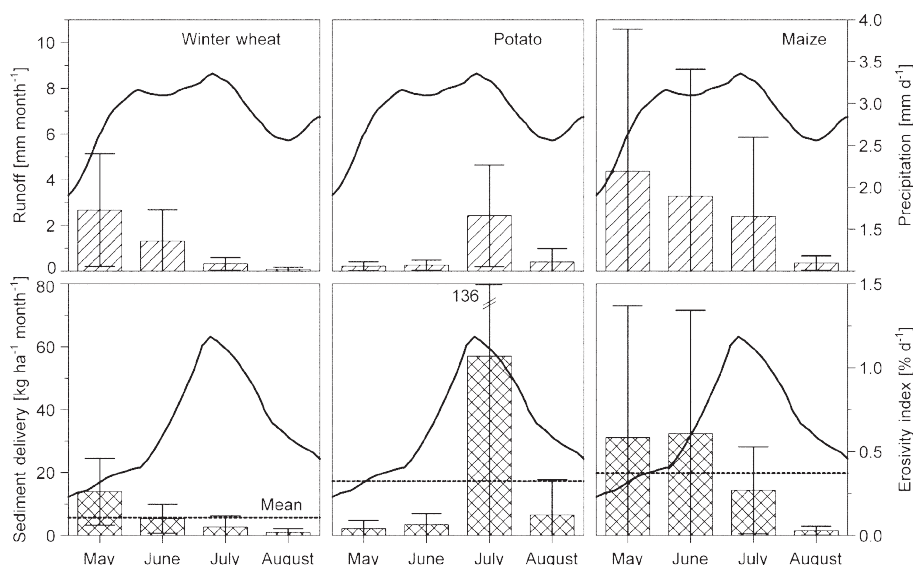 Winter wheat
Potato
Maize
Runoff [mm month⁻¹]
10
8
6
4
2
0
4.0
3.5
3.0
2.5
2.0
1.5
Precipitation [mm d⁻¹]
Sediment delivery [kg ha⁻¹ month⁻¹]
80
60
40
20
0
136
Mean
1.5
1.0
0.5
0.0
Erosivity index [% d⁻¹]
May June July August May June July August May June July August